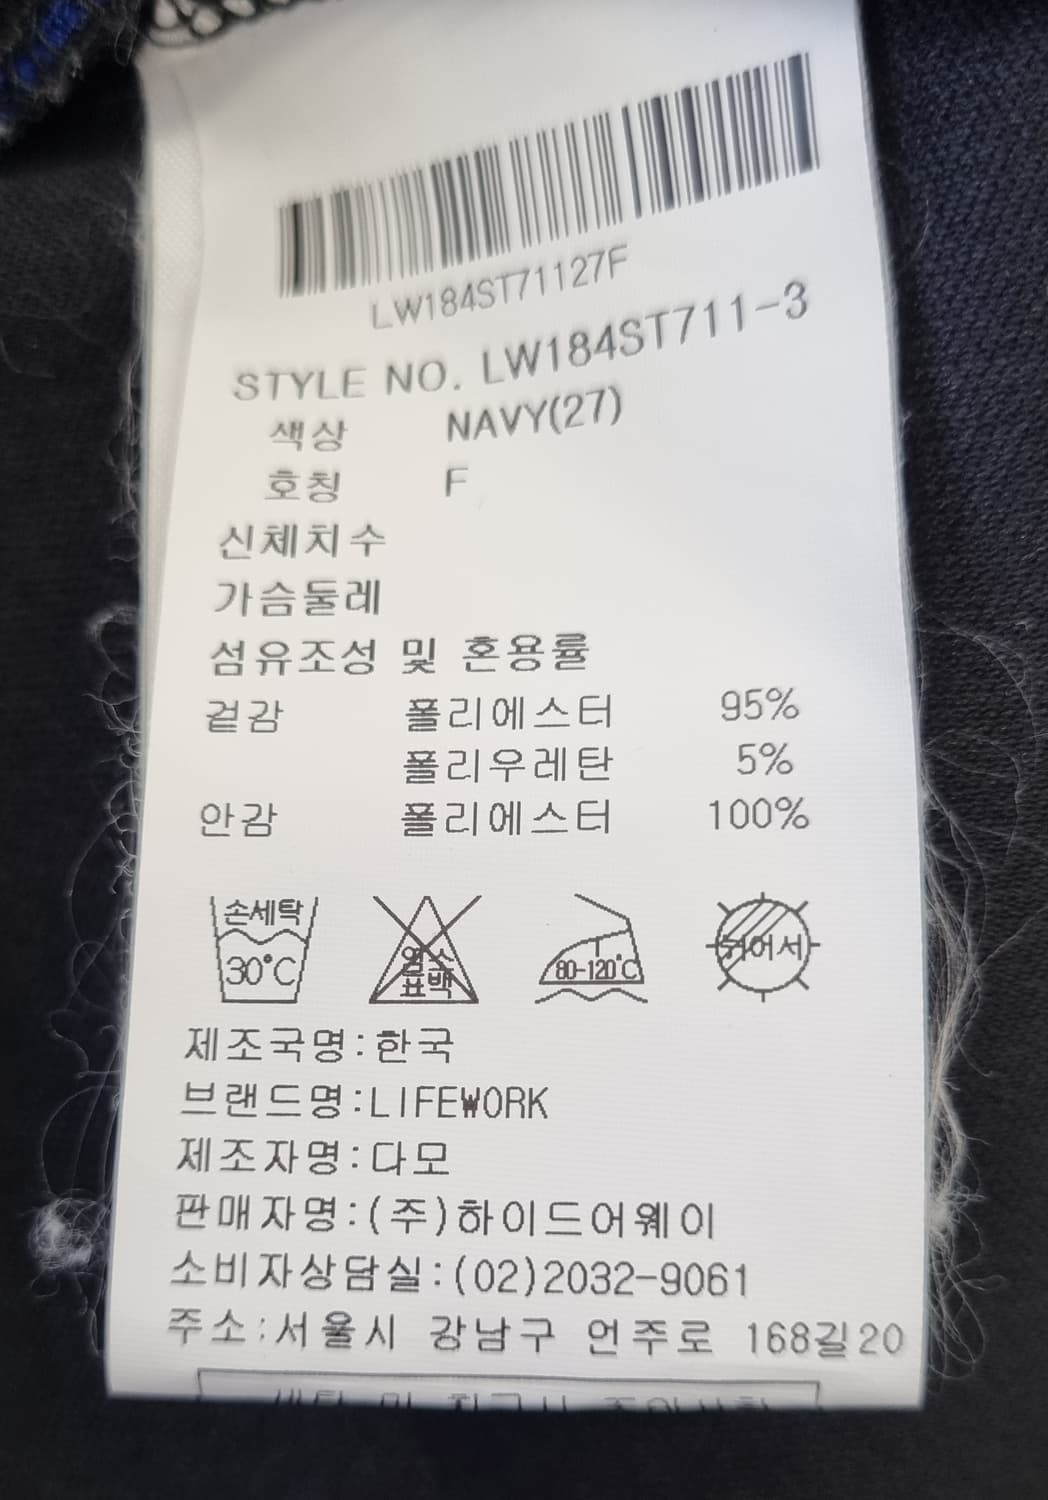 LW184ST71127F
STYLE NO. LW184ST711-3
색상 NAVY(27)
호칭 F
신체치수
가슴둘레
섬유조성 및 혼용률
겉감 폴리에스터 95%
폴리우레탄 5%
안감 폴리에스터 100%
손세탁 30℃
염소 표백
80-120℃
뉘어서
제조국명:한국
브랜드명:LIFEWORK
제조자명:다모
판매자명:(주)하이드어웨이
소비자상담실:(02)2032-9061
주소:서울시 강남구 언주로 168길20